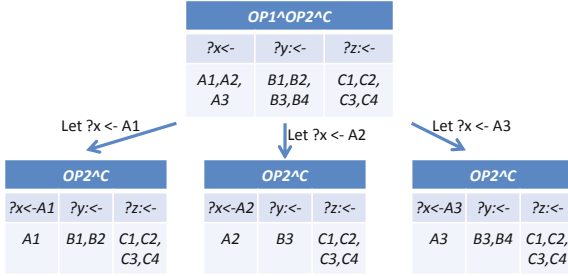 OP1^OP2^C
?x<- ?y:<- ?z:<-
A1,A2, B1,B2, C1,C2,
A3 B3,B4 C3,C4
Let ?x <- A1
Let ?x <- A2
Let ?x <- A3
OP2^C
?x<-A1 ?y:<- ?z:<-
A1 B1,B2 C1,C2,
C3,C4
OP2^C
?x<-A2 ?y:<- ?z:<-
A2 B3 C1,C2,
C3,C4
OP2^C
?x<-A3 ?y:<- ?z:<-
A3 B3,B4 C1,C2,
C3,C4